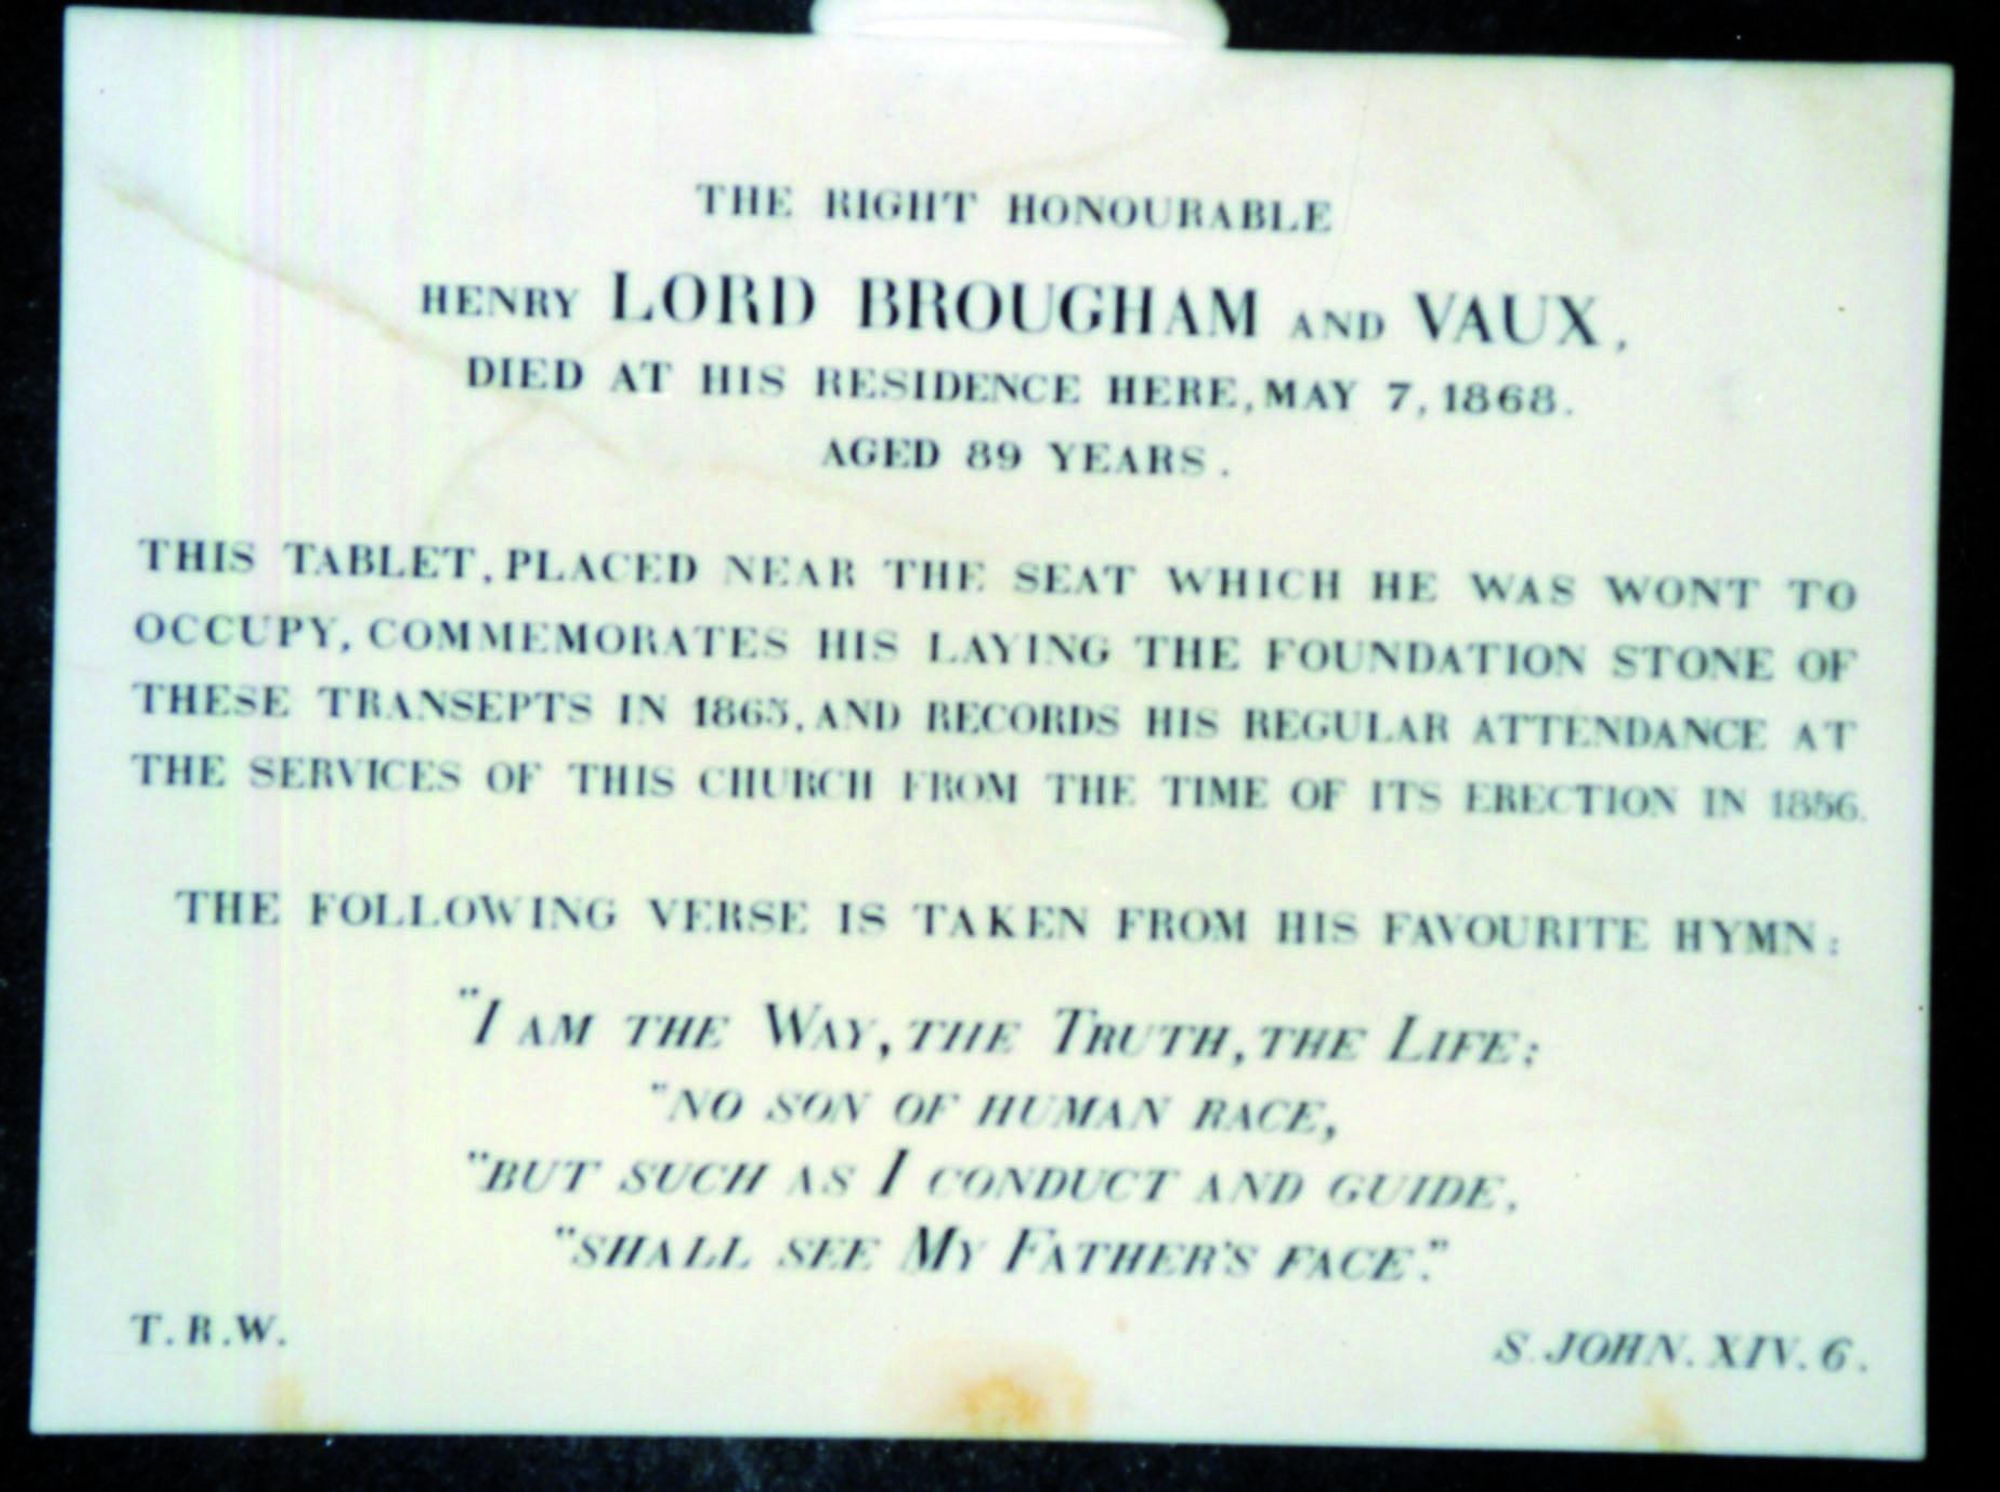 THE RIGHT HONOURABLE
HENRY LORD BROUGHAM AND VAUX,
DIED AT HIS RESIDENCE HERE, MAY 7, 1868.
AGED 89 YEARS.
THIS TABLET, PLACED NEAR THE SEAT WHICH HE WAS WONT TO
OCCUPY, COMMEMORATES HIS LAYING THE FOUNDATION STONE OF
THESE TRANSEPTS IN 1865, AND RECORDS HIS REGULAR ATTENDANCE AT
THE SERVICES OF THIS CHURCH FROM THE TIME OF ITS ERECTION IN 1856.
THE FOLLOWING VERSE IS TAKEN FROM HIS FAVOURITE HYMN:
"I AM THE WAY, THE TRUTH, THE LIFE;
"NO SON OF HUMAN RACE,
"BUT SUCH AS I CONDUCT AND GUIDE,
"SHALL SEE MY FATHER'S FACE."
T.R.W.
S. JOHN. XIV. 6.